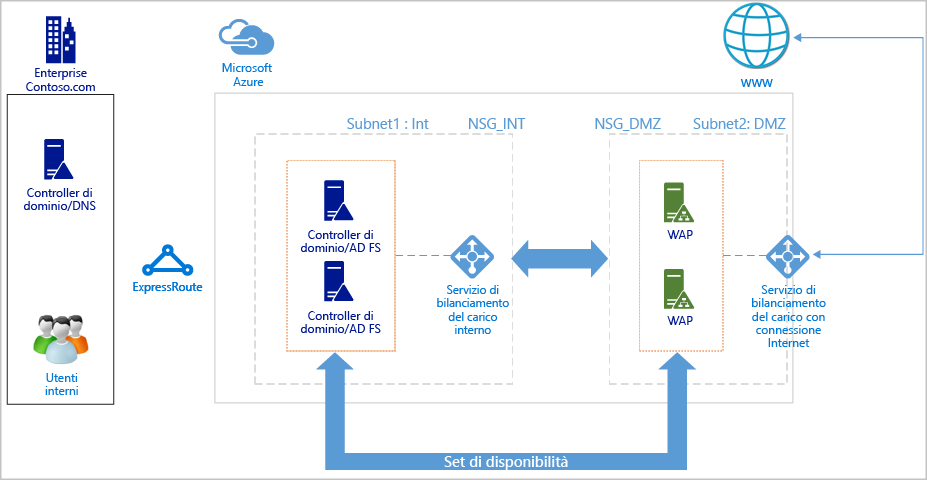 Enterprise
Contoso.com
Microsoft
Azure
www
Subnet1 : Int
NSG_INT
NSG_DMZ
Subnet2: DMZ
Controller di
dominio/DNS
Controller di
dominio/AD FS
Controller di
dominio/AD FS
WAP
WAP
ExpressRoute
Servizio di
bilanciamento
del carico
interno
Servizio di
bilanciamento
del carico con
connessione
Internet
Utenti
interni
Set di disponibilità